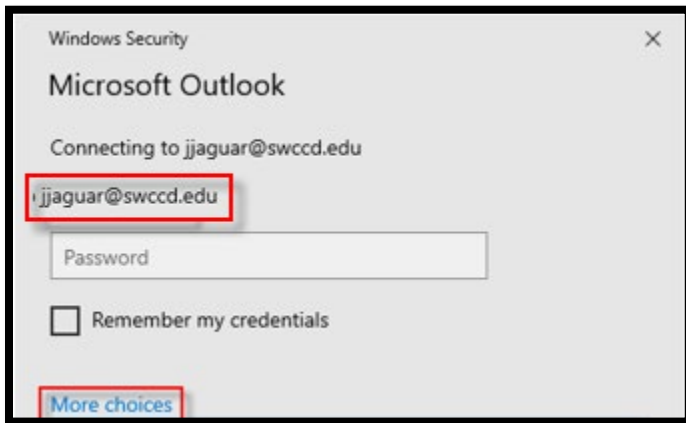 Windows Security
Microsoft Outlook
Connecting to jjaguar@swccd.edu
jjaguar@swccd.edu
Password
Remember my credentials
More choices